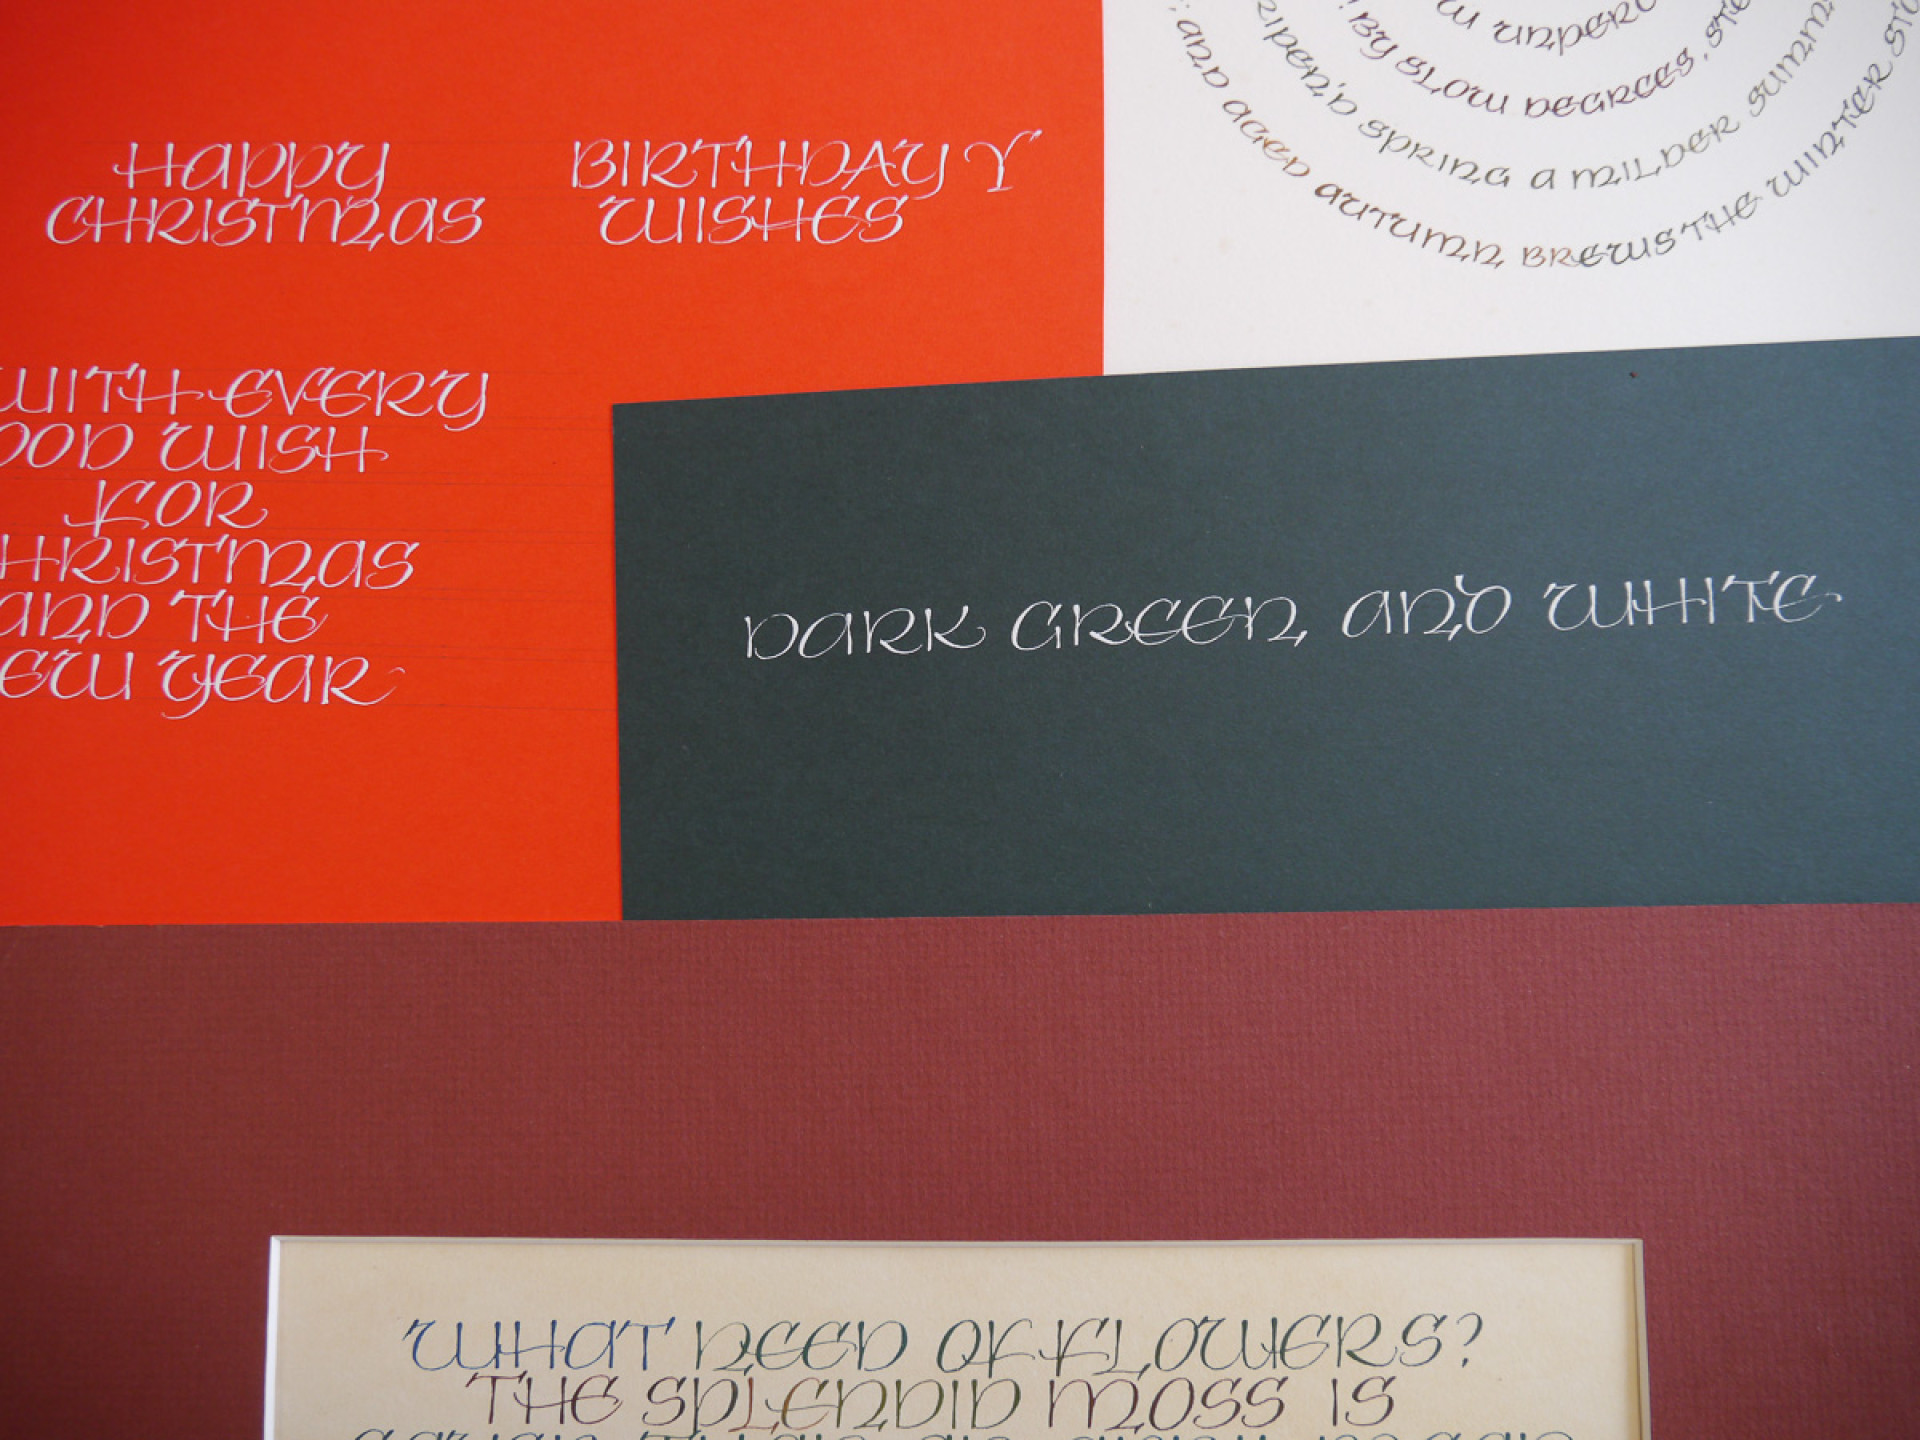 HAPPY
CHRISTMAS
BIRTHDAY
WISHES
WITH EVERY
OOD WISH
FOR
HRISTMAS
AND THE
EW YEAR
BY SLOW DEGREES,
RIPEN'D SPRING A MILDER SUMM
; AND AGED AUTUMN BREWS THE WINTER STO
DARK GREEN AND WHITE
WHAT NEED OF FLOWERS?
THE SPLENDID MOSS IS